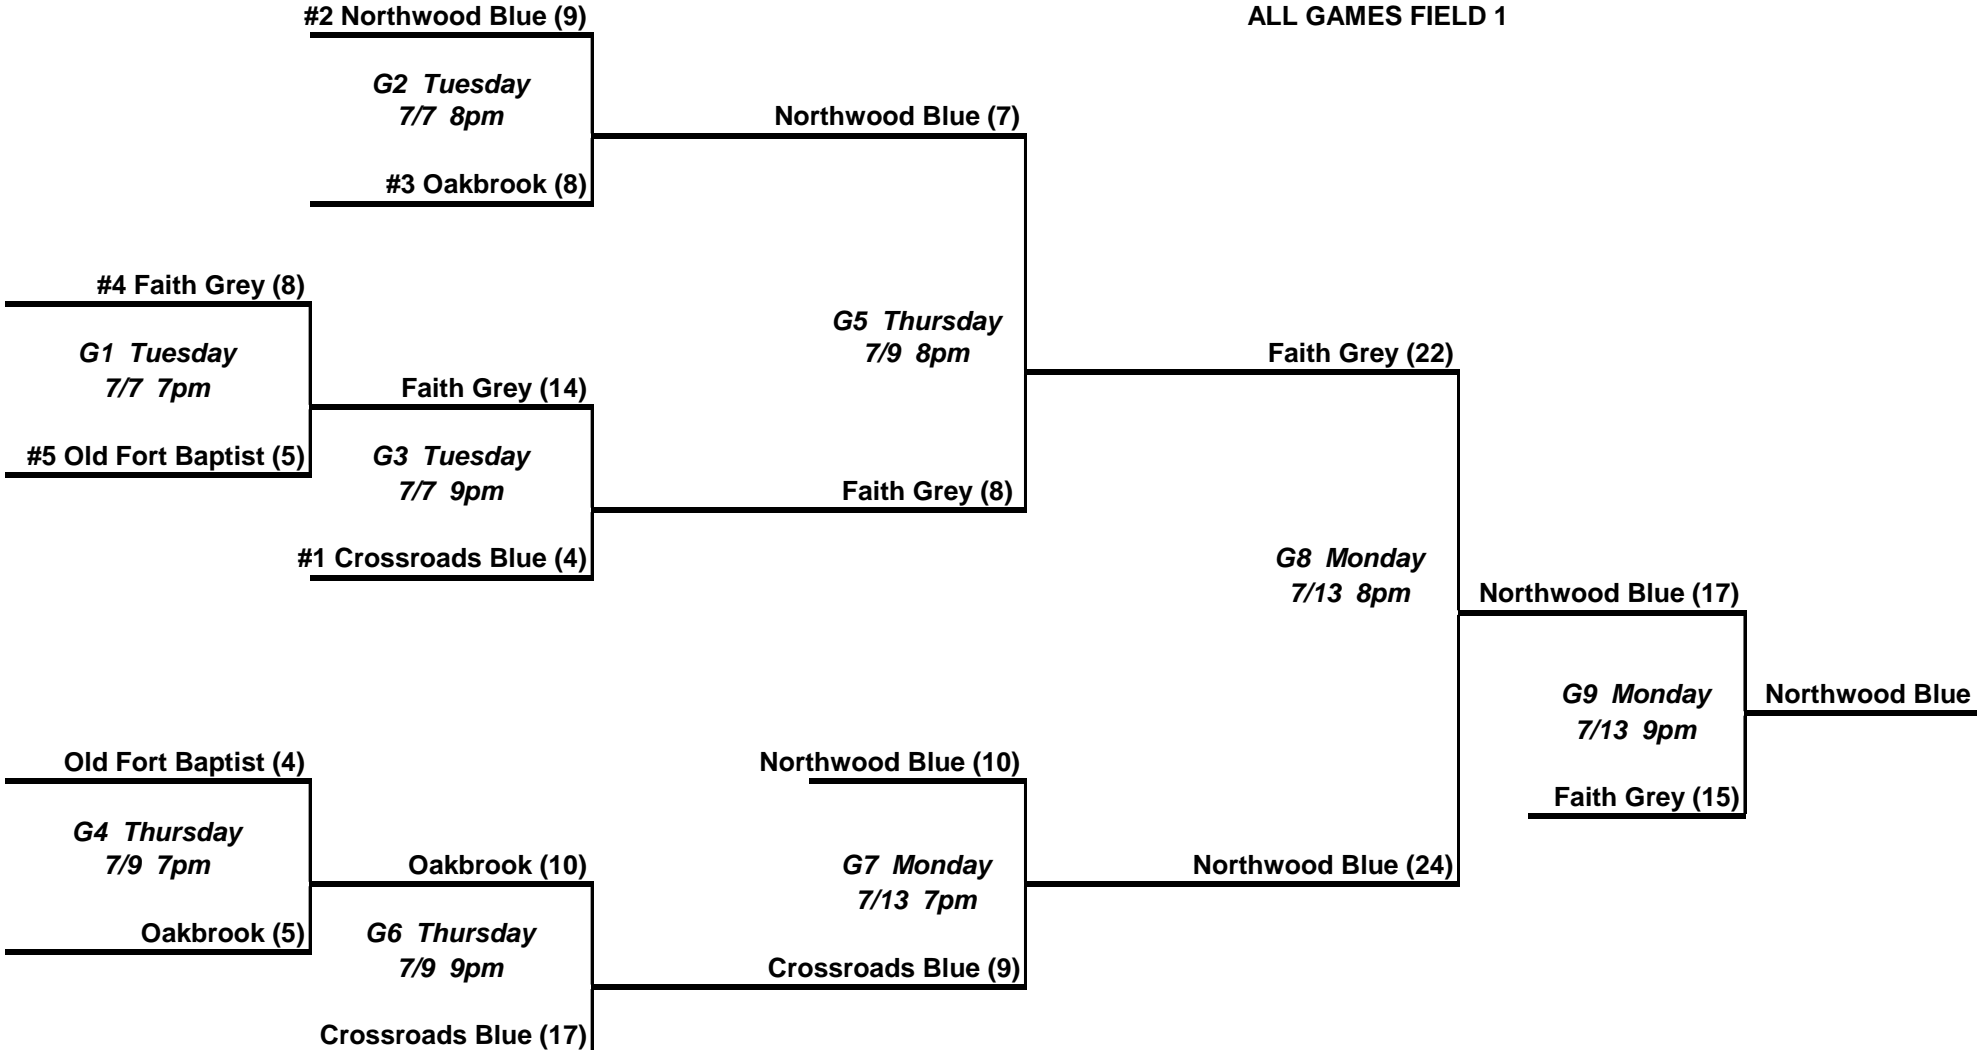 #2 Northwood Blue (9)
ALL GAMES FIELD 1
G2 Tuesday
7/7 8pm
Northwood Blue (7)
#3 Oakbrook (8)
#4 Faith Grey (8)
G5 Thursday
7/9 8pm
G1 Tuesday
7/7 7pm
Faith Grey (22)
Faith Grey (14)
#5 Old Fort Baptist (5)
G3 Tuesday
7/7 9pm
Faith Grey (8)
#1 Crossroads Blue (4)
G8 Monday
7/13 8pm
Northwood Blue (17)
G9 Monday
7/13 9pm
Northwood Blue
Old Fort Baptist (4)
Northwood Blue (10)
Faith Grey (15)
G4 Thursday
7/9 7pm
Oakbrook (10)
G7 Monday
7/13 7pm
Northwood Blue (24)
Oakbrook (5)
G6 Thursday
7/9 9pm
Crossroads Blue (9)
Crossroads Blue (17)